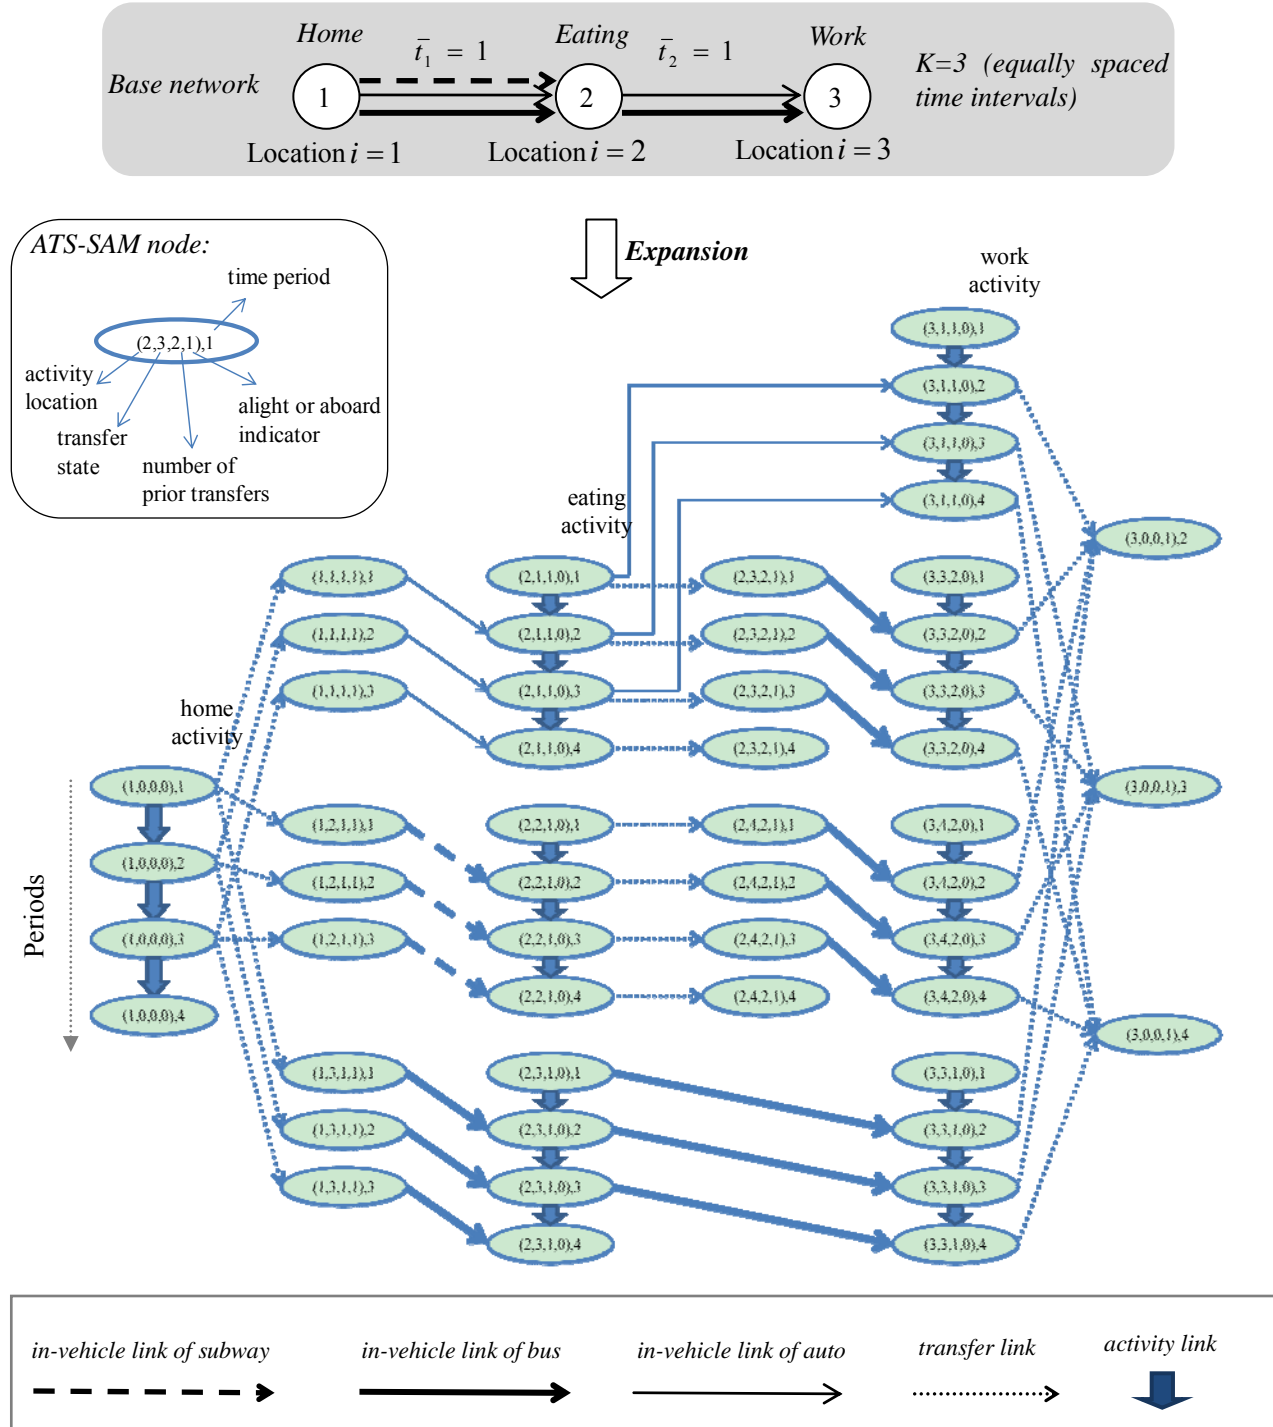 Home
t̄₁ = 1
Eating
t̄₂ = 1
Work
Base network
1
2
3
K=3 (equally spaced
time intervals)
Location i = 1
Location i = 2
Location i = 3
ATS-SAM node:
time period
(2,3,2,1),1
activity
location
transfer
state
number of
prior transfers
alight or aboard
indicator
Expansion
work
activity
(3,1,1,0),1
(3,1,1,0),2
(3,1,1,0),3
(3,1,1,0),4
eating
activity
(3,0,0,1),2
(1,1,1,1),1
(2,1,1,0),1
(2,3,2,1),1
(3,3,2,0),1
(1,1,1,1),2
(2,1,1,0),2
(2,3,2,1),2
(3,3,2,0),2
(1,1,1,1),3
(2,1,1,0),3
(2,3,2,1),3
(3,3,2,0),3
home
activity
(2,1,1,0),4
(2,3,2,1),4
(3,3,2,0),4
(1,0,0,0),1
(3,0,0,1),3
(1,2,1,1),1
(2,2,1,0),1
(2,4,2,1),1
(3,4,2,0),1
(1,0,0,0),2
(1,2,1,1),2
(2,2,1,0),2
(2,4,2,1),2
(3,4,2,0),2
Periods
(1,0,0,0),3
(1,2,1,1),3
(2,2,1,0),3
(2,4,2,1),3
(3,4,2,0),3
(1,0,0,0),4
(2,2,1,0),4
(2,4,2,1),4
(3,4,2,0),4
(3,0,0,1),4
(1,3,1,1),1
(2,3,1,0),1
(3,3,1,0),1
(1,3,1,1),2
(2,3,1,0),2
(3,3,1,0),2
(1,3,1,1),3
(2,3,1,0),3
(3,3,1,0),3
(2,3,1,0),4
(3,3,1,0),4
in-vehicle link of subway
in-vehicle link of bus
in-vehicle link of auto
transfer link
activity link